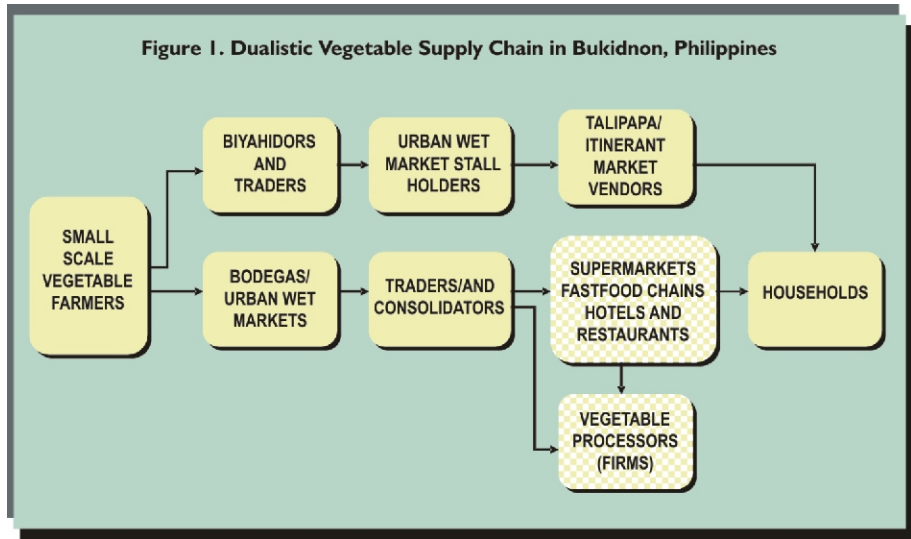 Figure 1. Dualistic Vegetable Supply Chain in Bukidnon, Philippines
BIYAHIDORS
AND
TRADERS
URBAN WET
MARKET STALL
HOLDERS
TALIPAPA/
ITINERANT
MARKET
VENDORS
SMALL
SCALE
VEGETABLE
FARMERS
BODEGAS/
URBAN WET
MARKETS
TRADERS/AND
CONSOLIDATORS
SUPERMARKETS
FASTFOOD CHAINS
HOTELS AND
RESTAURANTS
HOUSEHOLDS
VEGETABLE
PROCESSORS
(FIRMS)